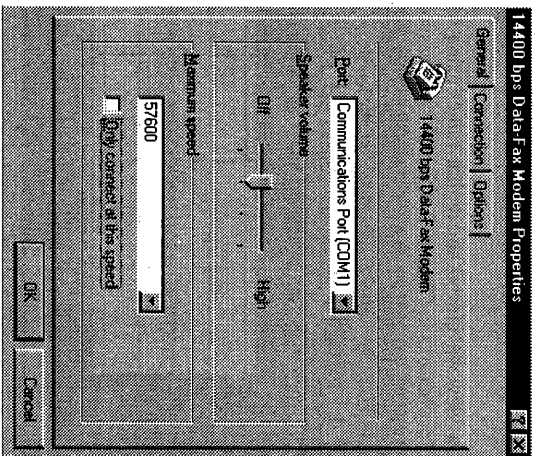 14400 bps Data-Fax Modem Properties
General
Connection
Options
14400 bps Data-Fax Modem
Port:
Communications Port (COM1)
Speaker volume
Off
High
Maximum speed
57600
Only connect at this speed
OK
Cancel